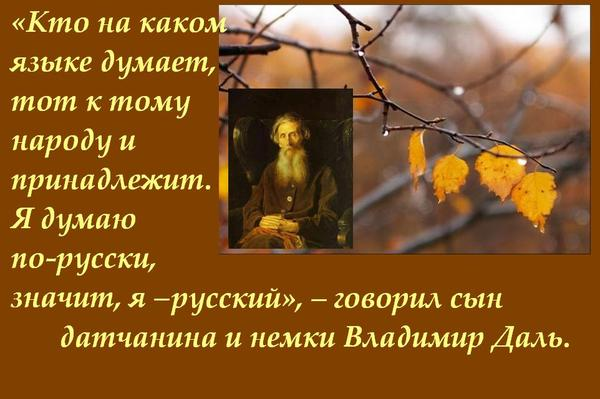 «Кто на каком
языке думает,
тот к тому
народу и
принадлежит.
Я думаю
по-русски,
значит, я –русский», – говорил сын
датчанина и немки Владимир Даль.